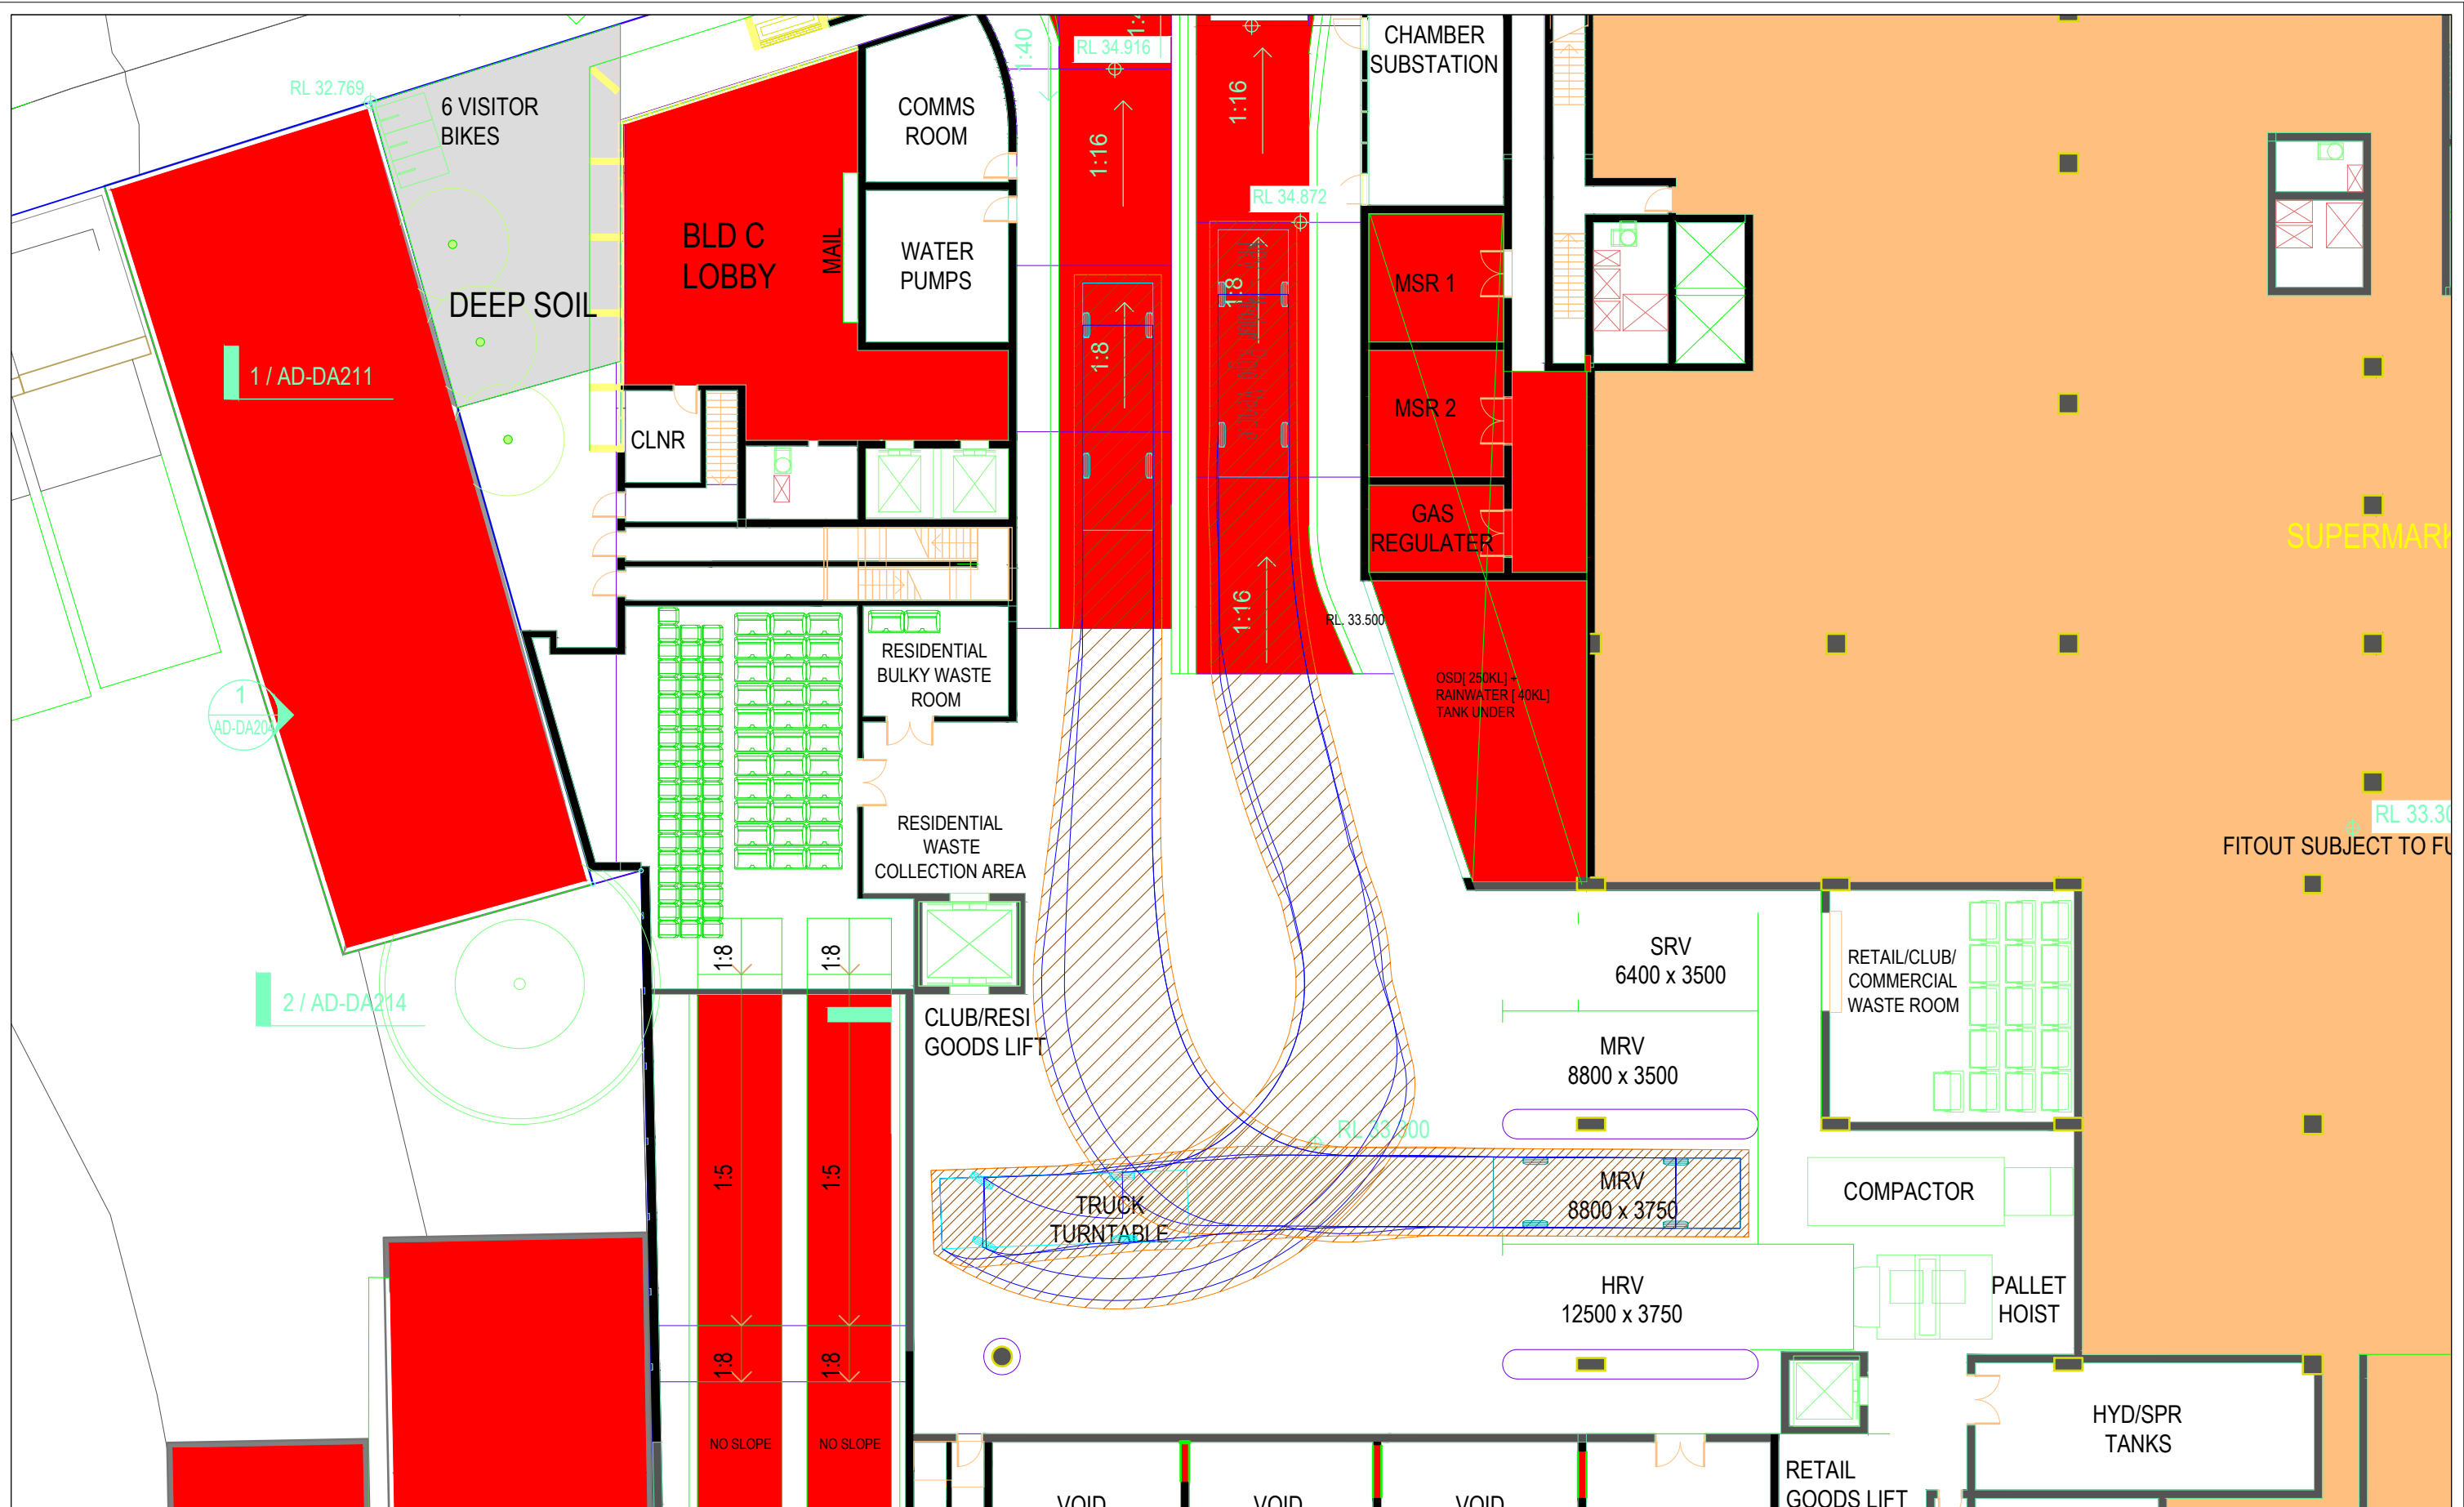 1:40
RL 34.916
1:4
CHAMBER
SUBSTATION
RL 32.769
6 VISITOR
BIKES
COMMS
ROOM
1:16
1:16
RL 34.872
BLD C
LOBBY
MAIL
WATER
PUMPS
DEEP SOIL
1:8
1:8
MSR 1
1 / AD-DA211
MSR 2
CLNR
GAS
REGULATER
SUPERMARK
1:16
RL. 33.500
RESIDENTIAL
BULKY WASTE
ROOM
OSD[ 250KL] +
RAINWATER [ 40KL]
TANK UNDER
1
AD-DA204
RESIDENTIAL
WASTE
COLLECTION AREA
RL 33.30
FITOUT SUBJECT TO FU
1:8
1:8
SRV
6400 x 3500
RETAIL/CLUB/
COMMERCIAL
WASTE ROOM
2 / AD-DA214
CLUB/RESI
GOODS LIFT
MRV
8800 x 3500
RL 33.300
1:5
1:5
TRUCK
TURNTABLE
MRV
8800 x 3750
COMPACTOR
HRV
12500 x 3750
PALLET
HOIST
1:8
1:8
NO SLOPE
NO SLOPE
HYD/SPR
TANKS
RETAIL
GOODS LIFT
VOID
VOID
VOID